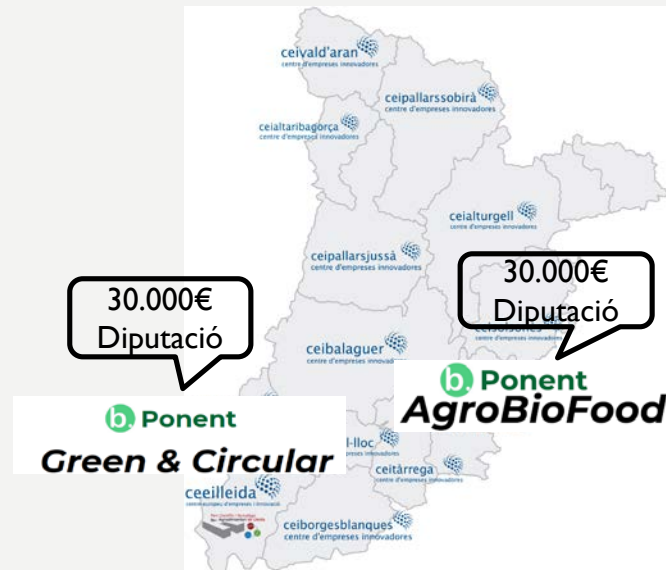 ceivald'aran
centre d'empreses innovadores
ceipallarssobirà
centre d'empreses innovadores
ceialtaribagorça
centre d'empreses innovadores
ceialturgell
centre d'empreses innovadores
ceipallarsjussà
centre d'empreses innovadores
30.000€
Diputació
30.000€
Diputació
ceisolsonès
ceibalaguer
b. Ponent
AgroBioFood
b. Ponent
Green & Circular
l·lloc
ceitàrrega
centre d'empreses innovadores
ceeilleida
ceiborgesblanques
centre d'empreses innovadores